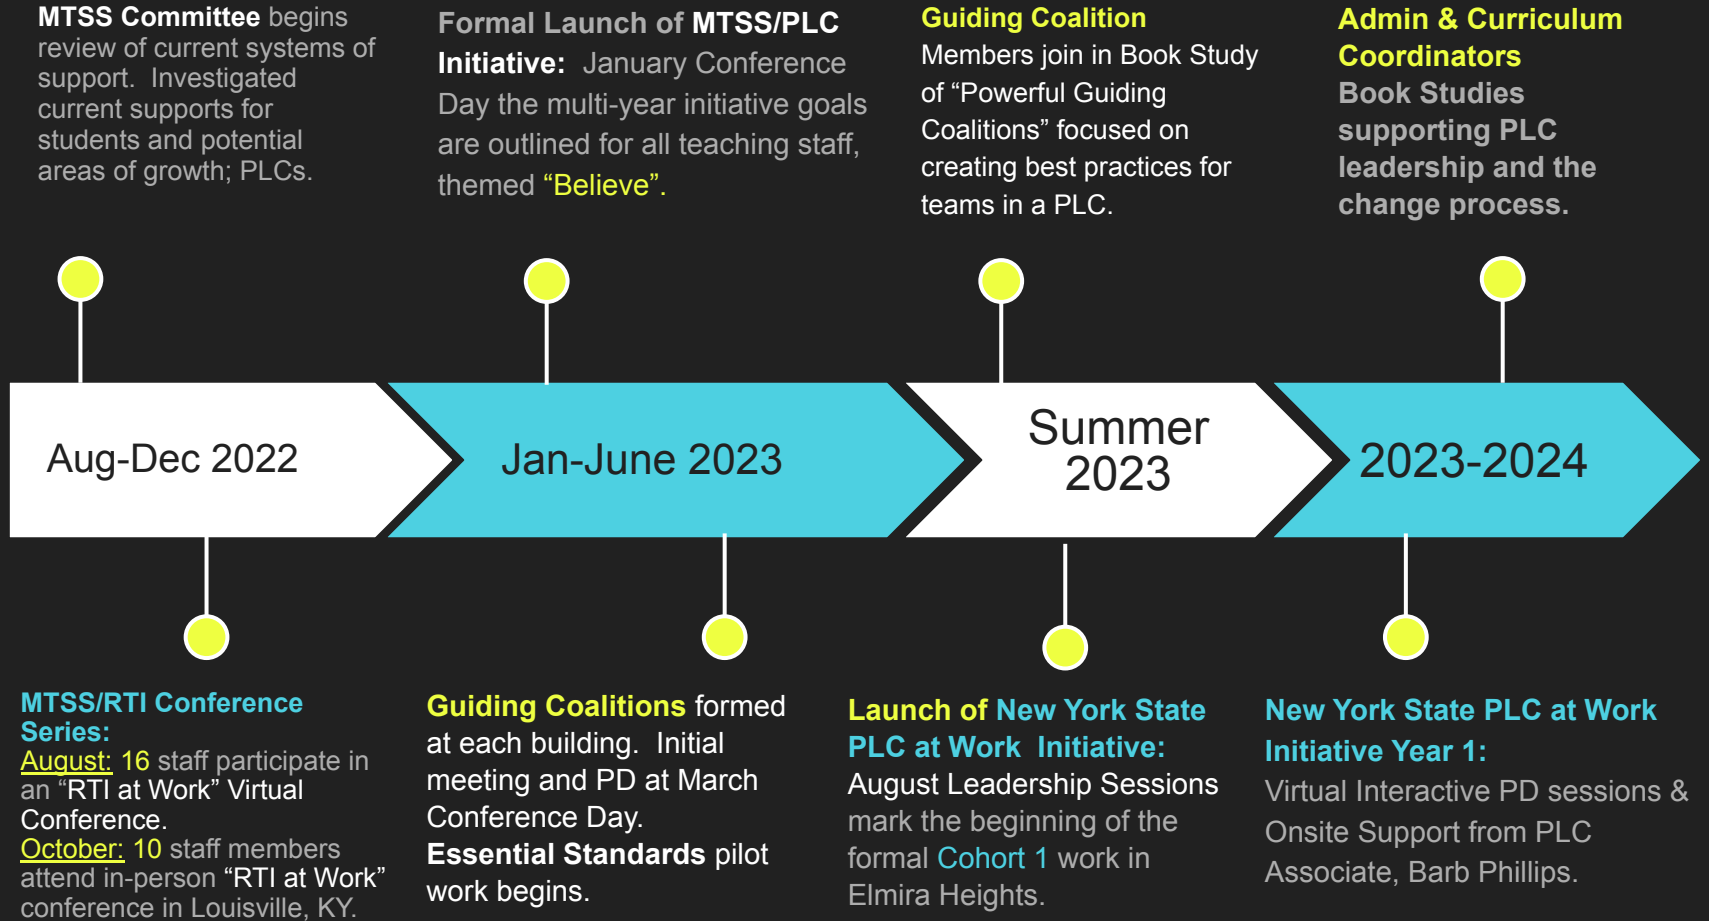 MTSS Committee begins
review of current systems of
support.  Investigated
current supports for
students and potential
areas of growth; PLCs.
Formal Launch of MTSS/PLC
Initiative:  January Conference
Day the multi-year initiative goals
are outlined for all teaching staff,
themed “Believe”.
Guiding Coalition
Members join in Book Study
of “Powerful Guiding
Coalitions” focused on
creating best practices for
teams in a PLC.
Admin & Curriculum
Coordinators
Book Studies
supporting PLC
leadership and the
change process.
Aug-Dec 2022
Jan-June 2023
Summer
2023
2023-2024
MTSS/RTI Conference
Series:
August: 16 staff participate in
an “RTI at Work” Virtual
Conference.
October: 10 staff members
attend in-person “RTI at Work”
conference in Louisville, KY.
Guiding Coalitions formed
at each building.  Initial
meeting and PD at March
Conference Day.
Essential Standards pilot
work begins.
Launch of New York State
PLC at Work  Initiative:
August Leadership Sessions
mark the beginning of the
formal Cohort 1 work in
Elmira Heights.
New York State PLC at Work
Initiative Year 1:
Virtual Interactive PD sessions &
Onsite Support from PLC
Associate, Barb Phillips.